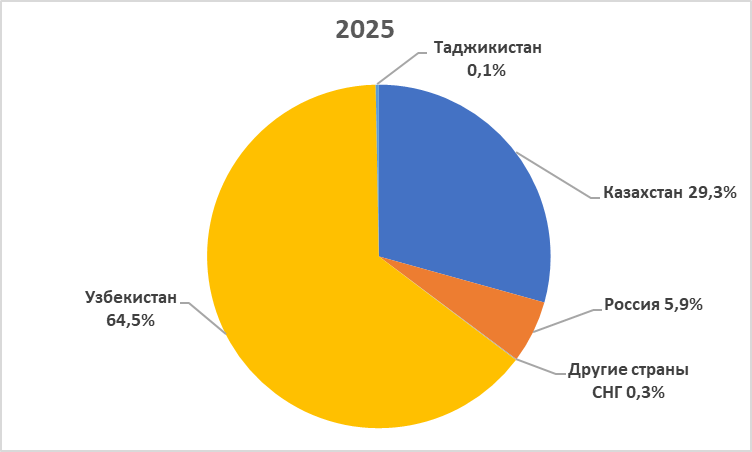 2025
Таджикистан
0,1%
Казахстан 29,3%
Узбекистан
64,5%
Россия 5,9%
Другие страны
СНГ 0,3%